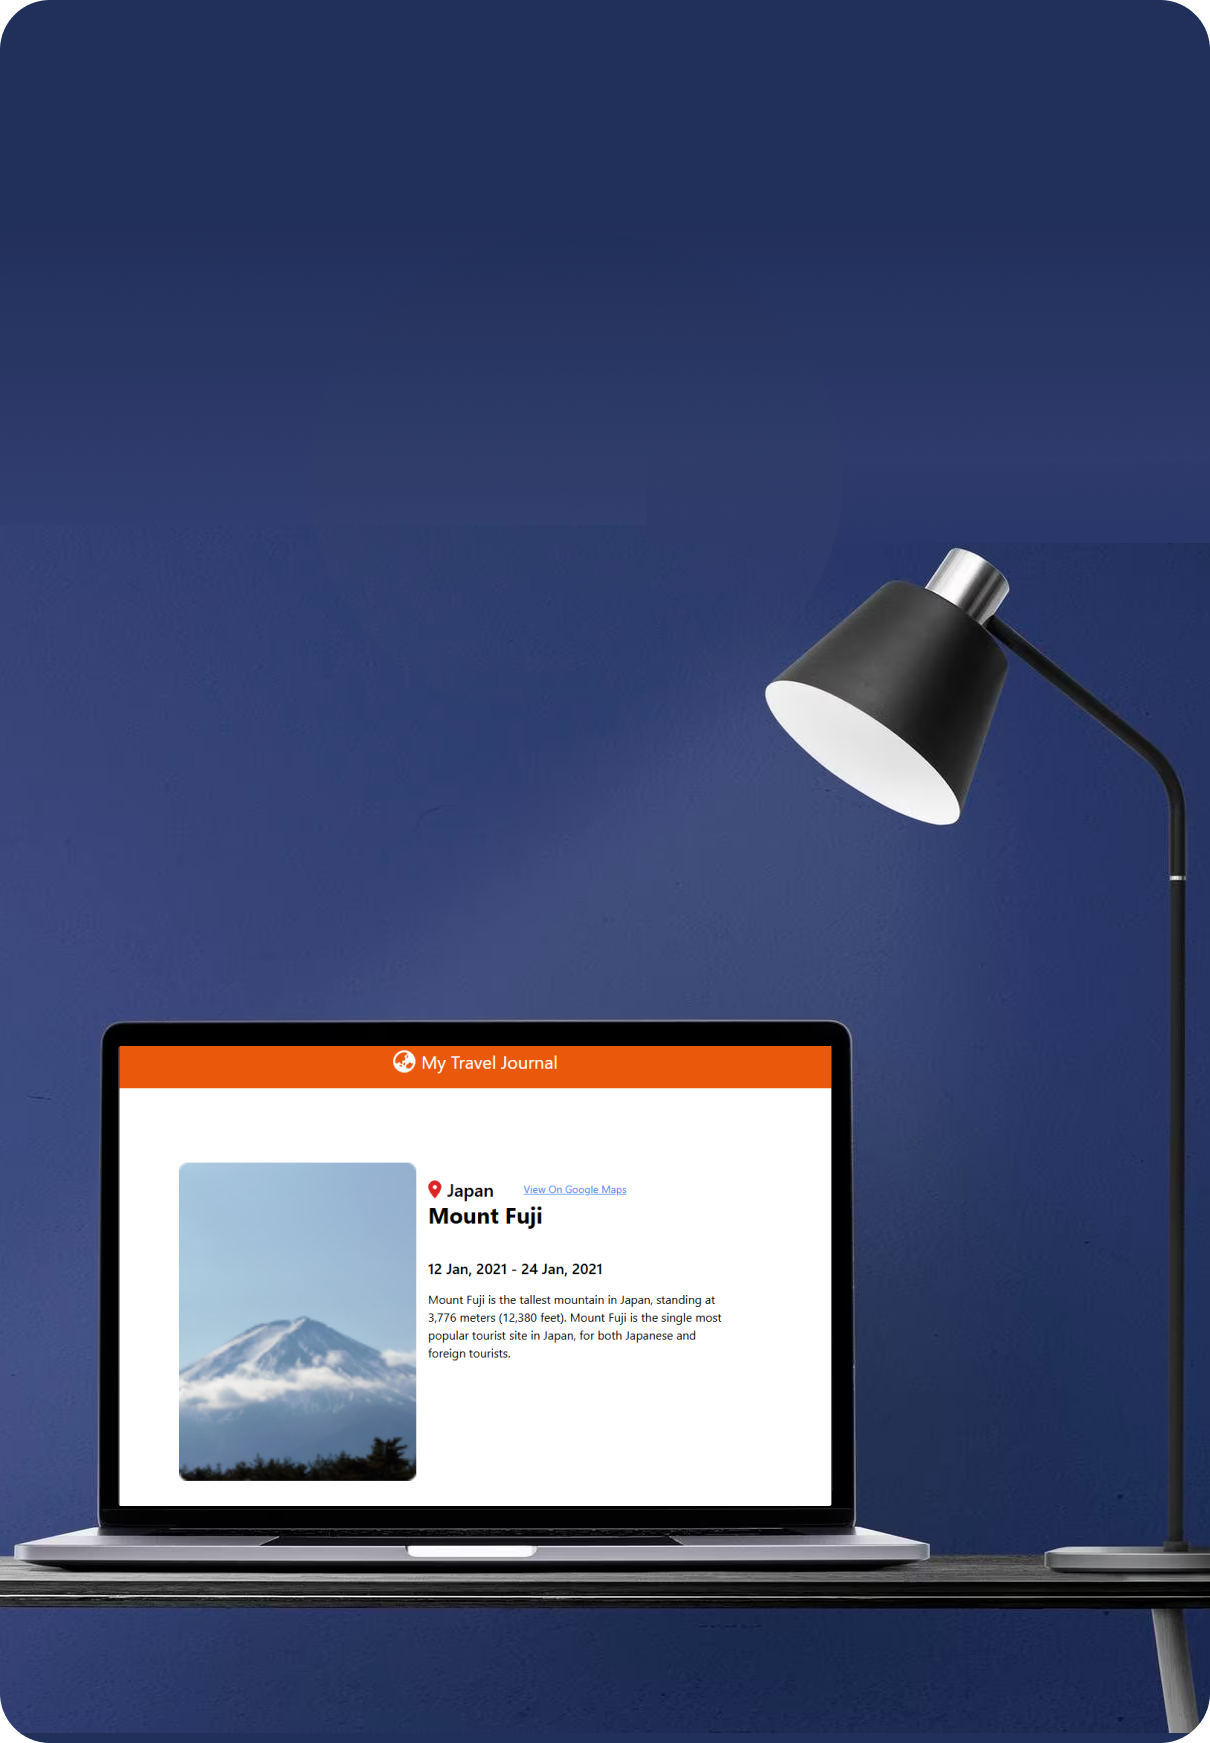 My Travel Journal
Japan
View On Google Maps
Mount Fuji
12 Jan, 2021 - 24 Jan, 2021
Mount Fuji is the tallest mountain in Japan, standing at
3,776 meters (12,380 feet). Mount Fuji is the single most
popular tourist site in Japan, for both Japanese and
foreign tourists.